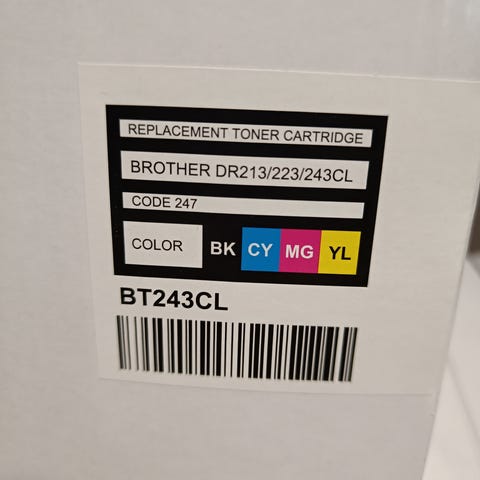 REPLACEMENT TONER CARTRIDGE
BROTHER DR213/223/243CL
CODE 247
COLOR BK CY MG YL
BT243CL